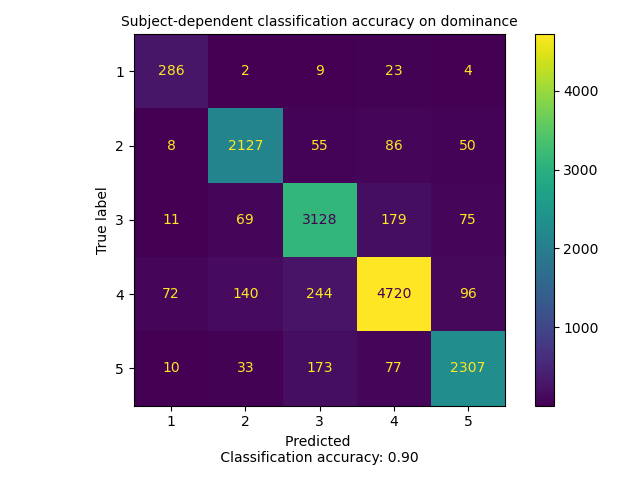 Subject-dependent classification accuracy on dominance
1 286 2 9 23 4
2 8 2127 55 86 50
3 11 69 3128 179 75
4 72 140 244 4720 96
5 10 33 173 77 2307
1 2 3 4 5
True label
Predicted
Classification accuracy: 0.90
4000
3000
2000
1000